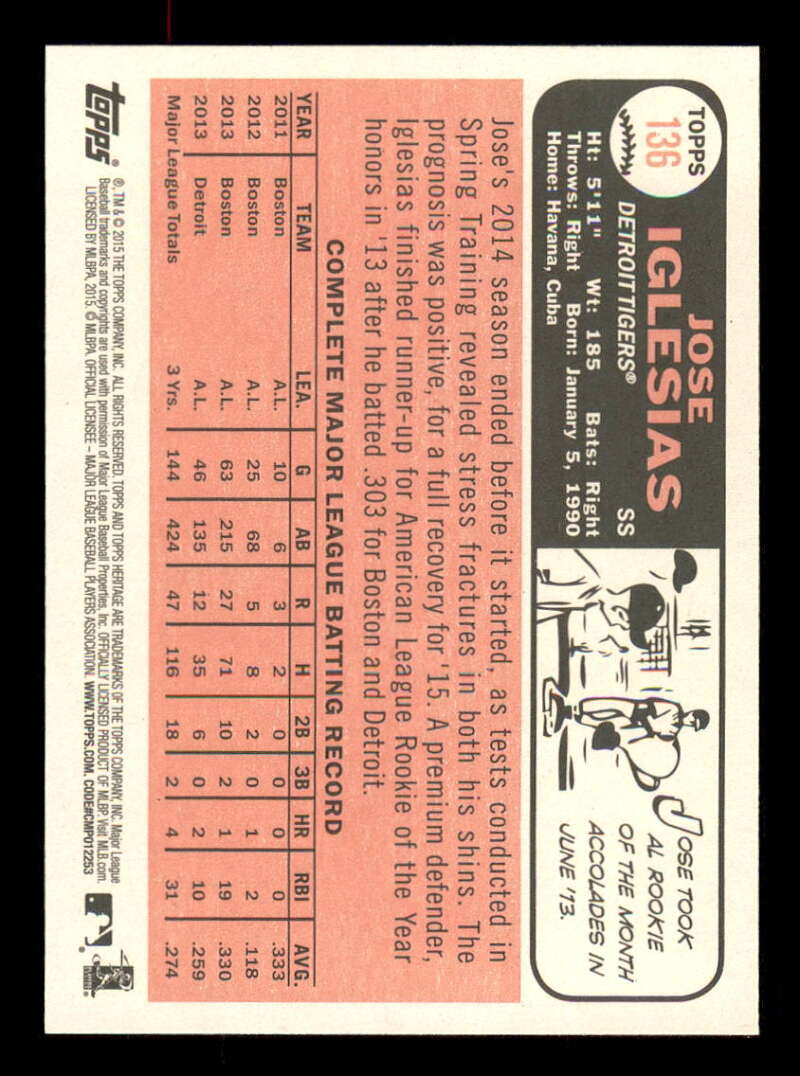 TOPPS
136
JOSE
IGLESIAS
DETROIT TIGERS® SS
Ht: 5'11" Wt: 185 Bats: Right
Throws: Right Born: January 5, 1990
Home: Havana, Cuba
JOSE TOOK
AL ROOKIE
OF THE MONTH
ACCOLADES IN
JUNE '13.
Jose's 2014 season ended before it started, as tests conducted in
Spring Training revealed stress fractures in both his shins. The
prognosis was positive, for a full recovery for '15. A premium defender,
Iglesias finished runner-up for American League Rookie of the Year
honors in '13 after he batted .303 for Boston and Detroit.
COMPLETE MAJOR LEAGUE BATTING RECORD
YEAR TEAM LEA. G AB R H 2B 3B HR RBI AVG.
2011 Boston A.L. 10 6 3 2 0 0 0 0 .333
2012 Boston A.L. 25 68 5 8 2 0 1 2 .118
2013 Boston A.L. 63 215 27 71 10 2 1 19 .330
2013 Detroit A.L. 46 135 12 35 6 0 2 10 .259
Major League Totals 3 Yrs. 144 424 47 116 18 2 4 31 .274
topps®
®, TM & © 2015 THE TOPPS COMPANY, INC. ALL RIGHTS RESERVED. TOPPS AND TOPPS HERITAGE ARE TRADEMARKS OF THE TOPPS COMPANY, INC. Major League
Baseball trademarks and copyrights are used with permission of Major League Baseball Properties, Inc. OFFICIALLY LICENSED PRODUCT OF MLBP. Visit MLB.com.
LICENSED BY MLBPA, 2015. © MLBPA. OFFICIAL LICENSEE – MAJOR LEAGUE BASEBALL PLAYERS ASSOCIATION. WWW.TOPPS.COM. CODE#CMP012253